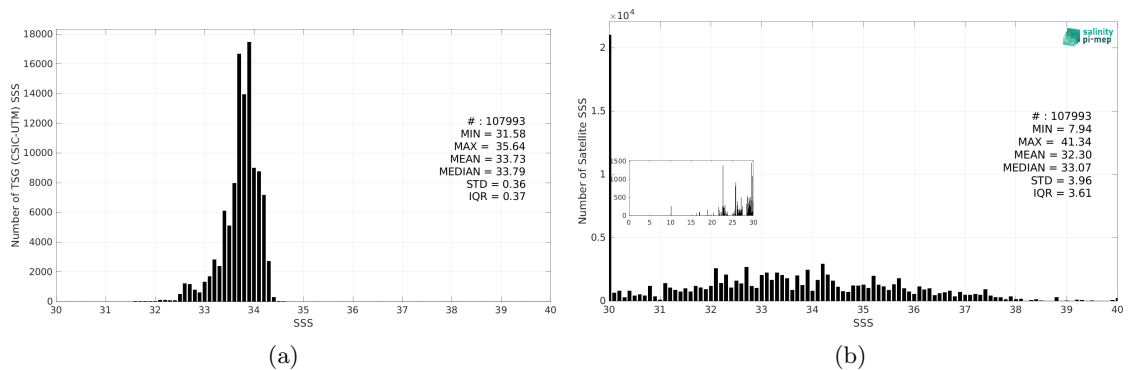 18000
16000
14000
12000
10000
8000
6000
4000
2000
0
Number of TSG (CSIC-UTM) SSS
# : 107993
MIN = 31.58
MAX = 35.64
MEAN = 33.73
MEDIAN = 33.79
STD = 0.36
IQR = 0.37
30 31 32 33 34 35 36 37 38 39 40
SSS
(a)
×10⁴
2
1.5
1
0.5
0
Number of Satellite SSS
salinity
pi-mep
# : 107993
MIN = 7.94
MAX = 41.34
MEAN = 32.30
MEDIAN = 33.07
STD = 3.96
IQR = 3.61
1500
1000
500
0
0 5 10 15 20 25 30
30 31 32 33 34 35 36 37 38 39 40
SSS
(b)